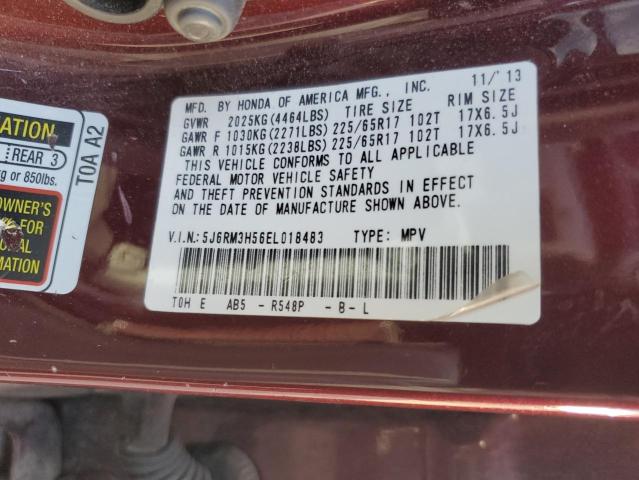 MFD. BY HONDA OF AMERICA MFG., INC. 11/'13
GVWR 2025KG(4464LBS) TIRE SIZE RIM SIZE
GAWR F 1030KG(2271LBS) 225/65R17 102T 17X6.5J
GAWR R 1015KG(2238LBS) 225/65R17 102T 17X6.5J
THIS VEHICLE CONFORMS TO ALL APPLICABLE
FEDERAL MOTOR VEHICLE SAFETY
AND THEFT PREVENTION STANDARDS IN EFFECT
ON THE DATE OF MANUFACTURE SHOWN ABOVE.
V.I.N:5J6RM3H56EL018483 TYPE: MPV
TOH E AB5 - R548P - B - L
REAR 3
or 850lbs.
OWNER'S
FOR
T0A A2